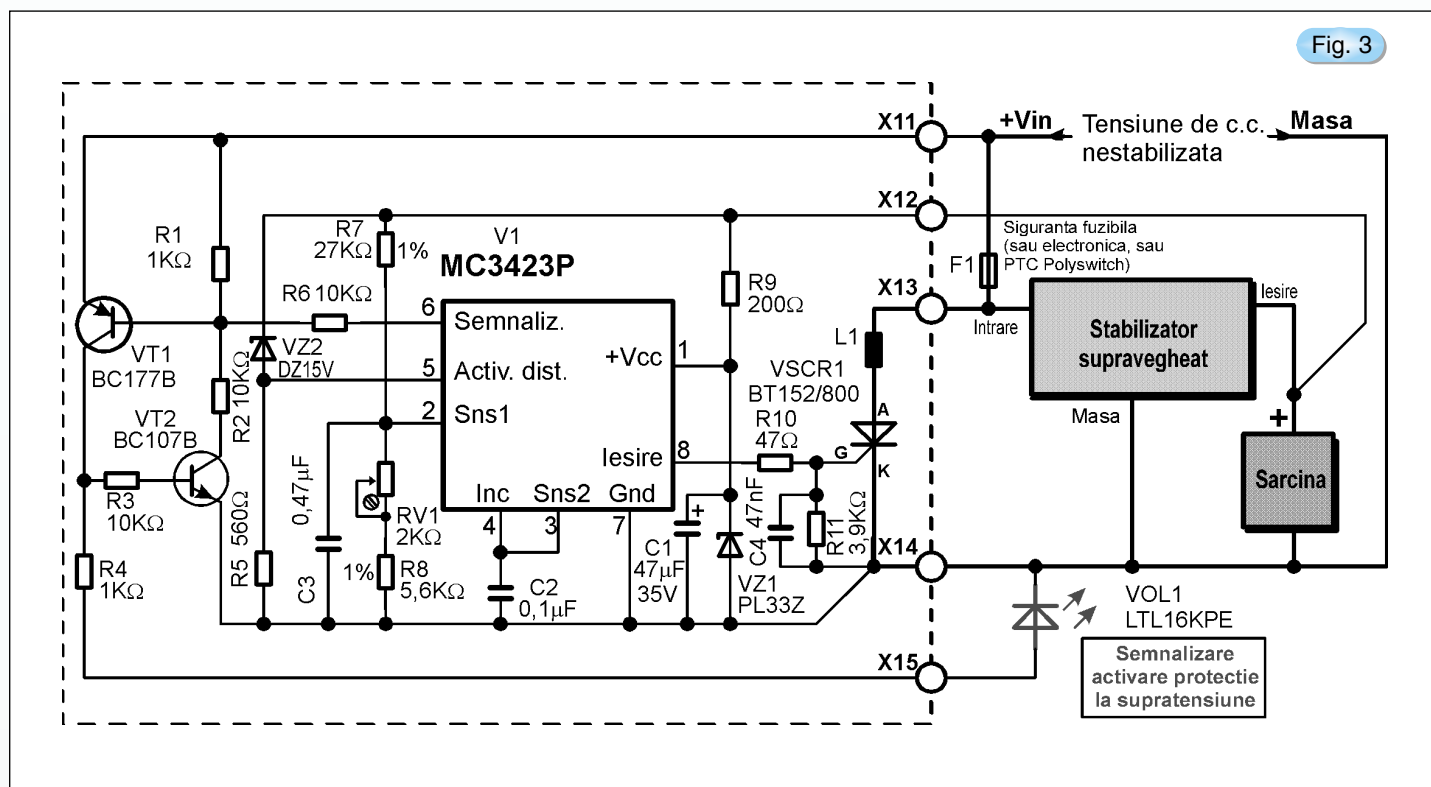 Fig. 3
X11
+Vin
Tensiune de c.c.
nestabilizata
Masa
X12
R1
1KΩ
R7
27KΩ
1%
V1
MC3423P
R6 10KΩ
6
Semnaliz.
R9
200Ω
Siguranta fuzibila
(sau electronica, sau
PTC Polyswitch)
F1
X13
Intrare
Iesire
Stabilizator
supravegheat
L1
VT1
BC177B
VZ2
DZ15V
5
Activ. dist.
+Vcc
1
VSCR1
BT152/800
A
G
K
R2 10KΩ
2
Sns1
R10
47Ω
Masa
+
VT2
BC107B
Iesire
8
Sarcina
R3
10KΩ
0,47µF
RV1
2KΩ
Inc
Sns2
Gnd
4
3
7
+
C4 47nF
R11
3,9KΩ
X14
R4
1KΩ
R5 560Ω
C3
1%
R8
5,6KΩ
C2
0,1µF
C1
47µF
35V
VZ1
PL33Z
VOL1
LTL16KPE
X15
Semnalizare
activare protectie
la supratensiune